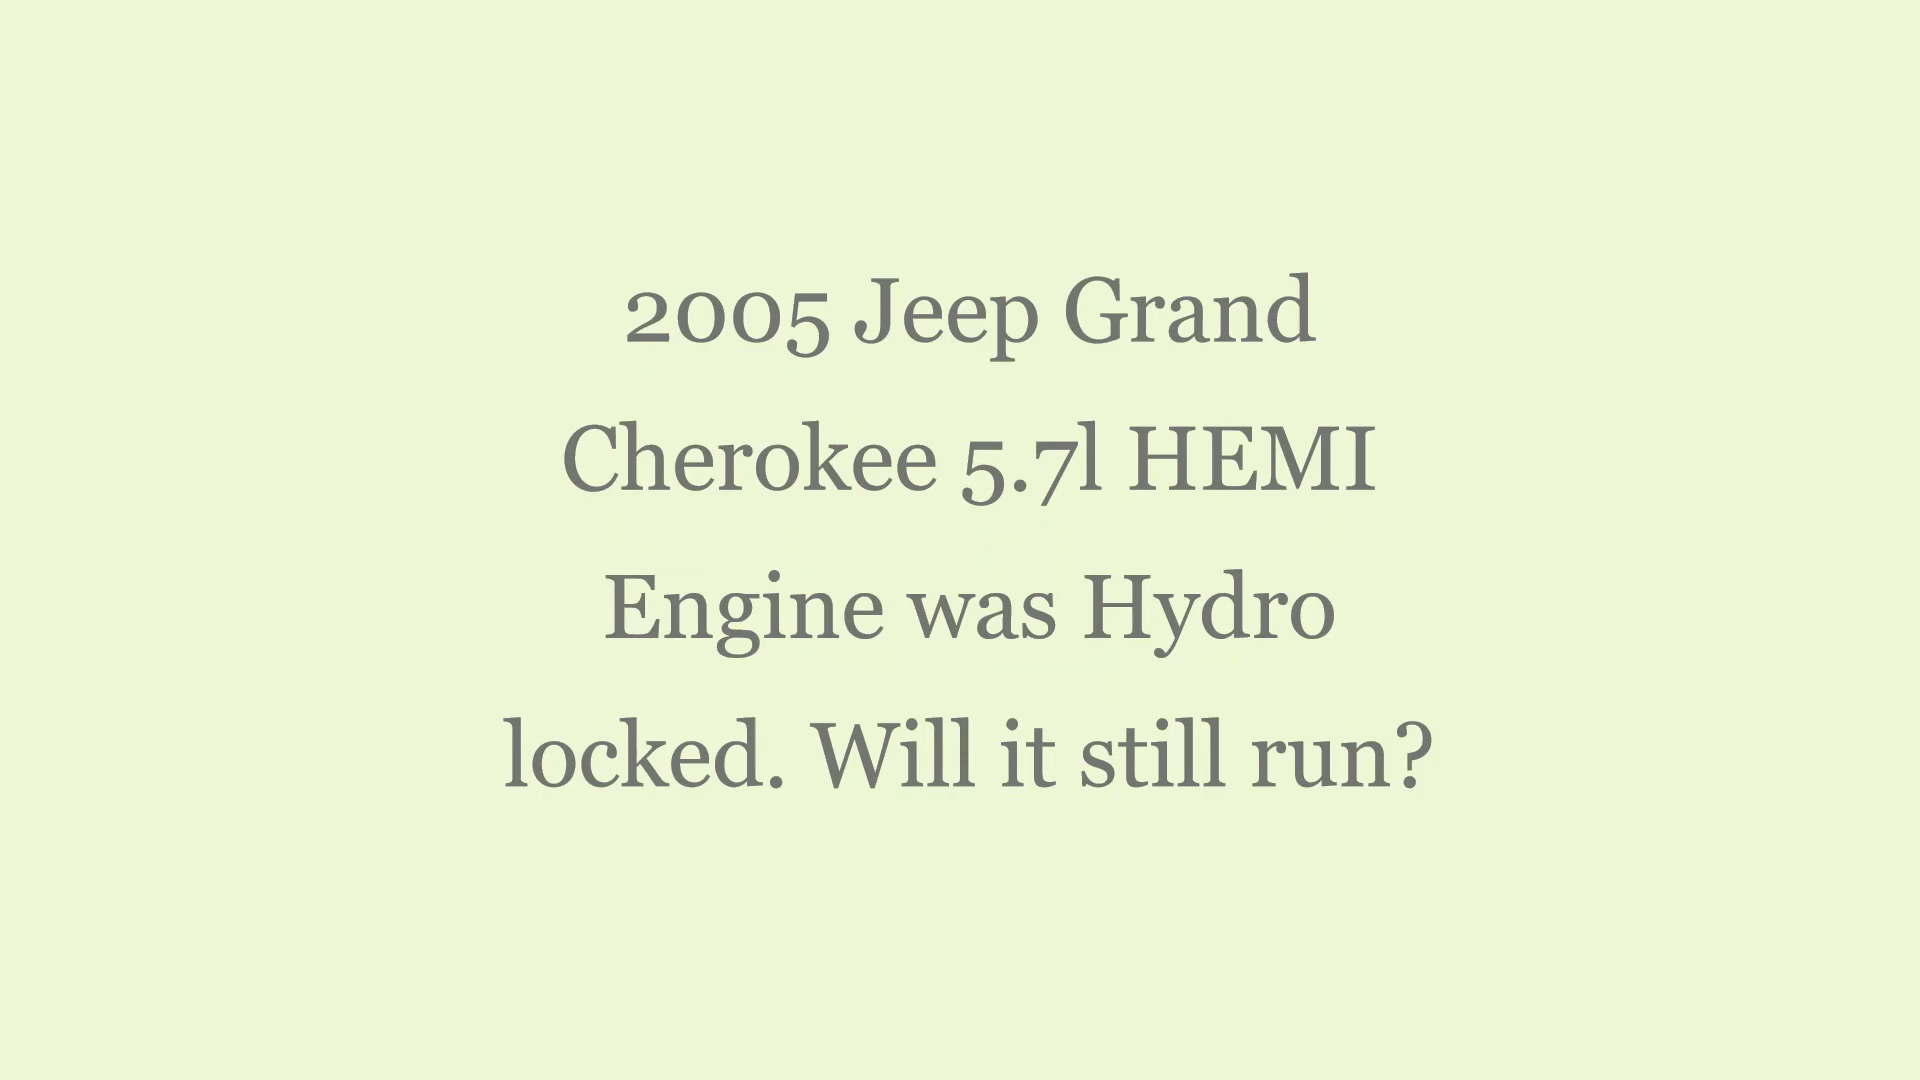 2005 Jeep Grand
Cherokee 5.7l HEMI
Engine was Hydro
locked. Will it still run?